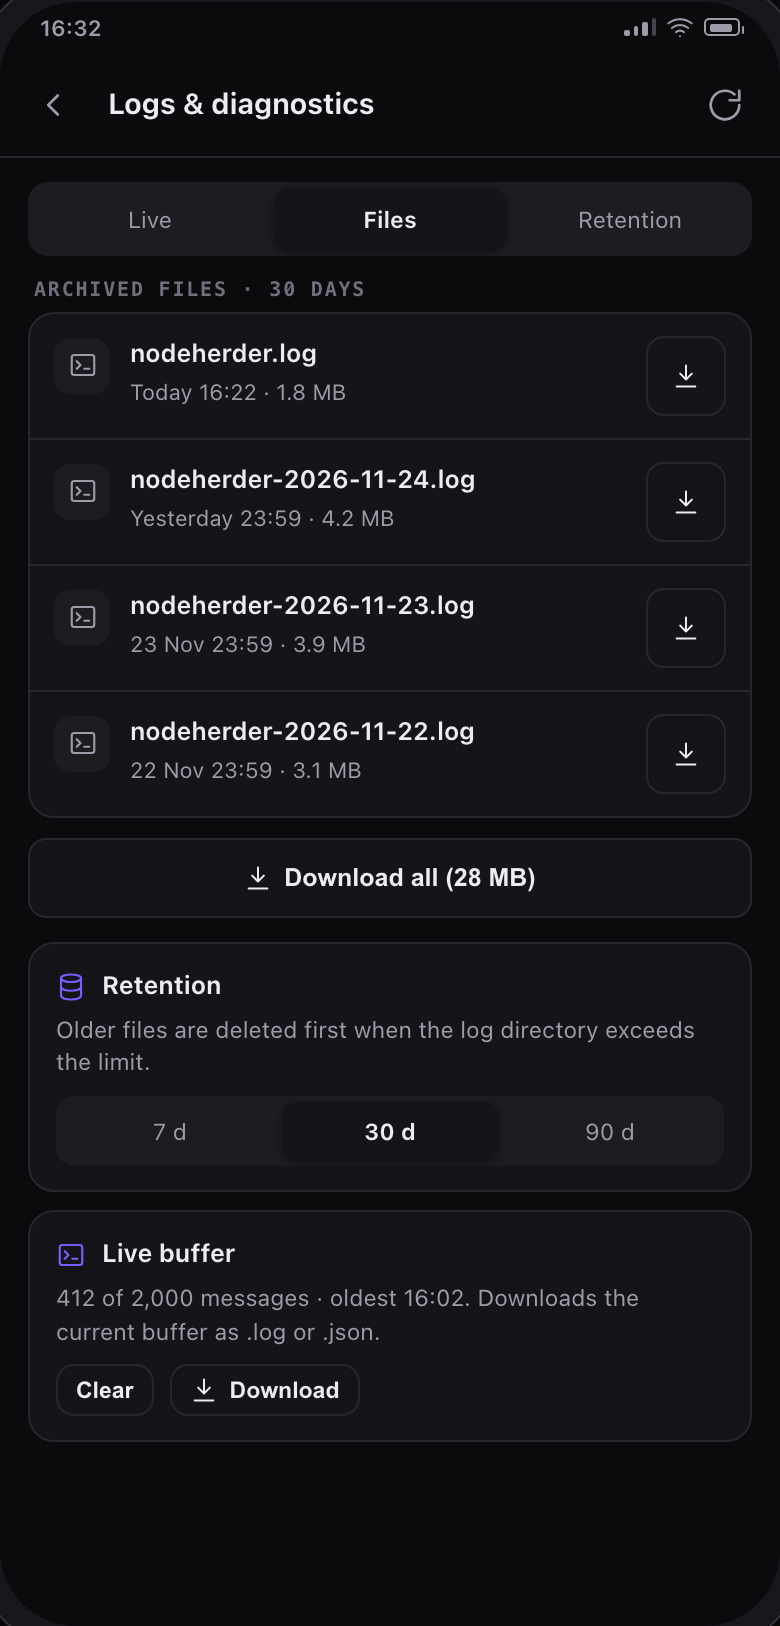 16:32
Logs & diagnostics
Live
Files
Retention
ARCHIVED FILES · 30 DAYS
nodeherder.log
Today 16:22 · 1.8 MB
nodeherder-2026-11-24.log
Yesterday 23:59 · 4.2 MB
nodeherder-2026-11-23.log
23 Nov 23:59 · 3.9 MB
nodeherder-2026-11-22.log
22 Nov 23:59 · 3.1 MB
Download all (28 MB)
Retention
Older files are deleted first when the log directory exceeds
the limit.
7 d
30 d
90 d
Live buffer
412 of 2,000 messages · oldest 16:02. Downloads the
current buffer as .log or .json.
Clear
Download